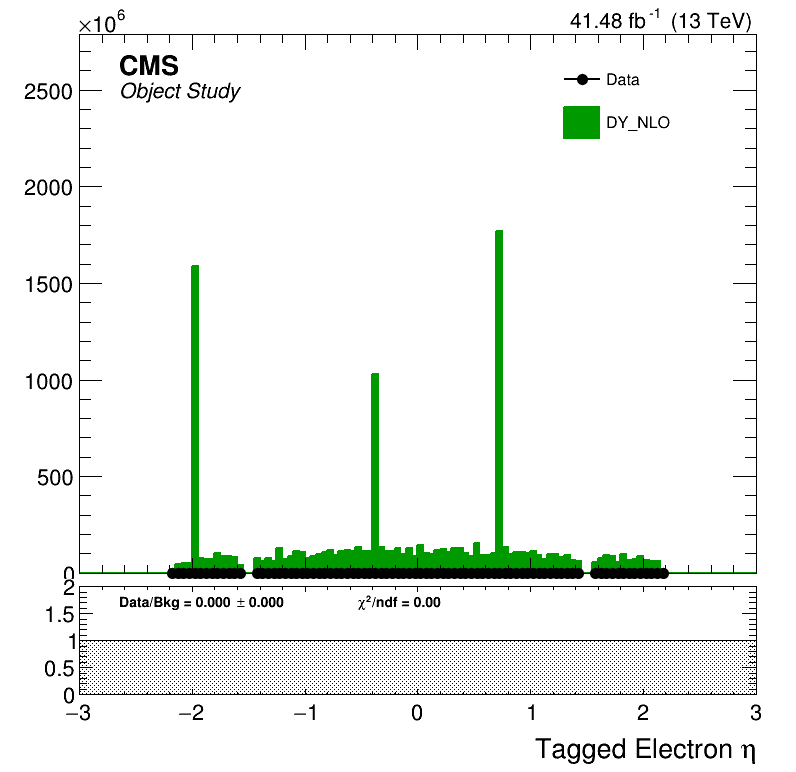 ×10⁶
41.48 fb⁻¹ (13 TeV)
CMS
Object Study
Data
DY_NLO
2500
2000
1500
1000
500
0
Data/Bkg = 0.000 ± 0.000
χ²/ndf = 0.00
2
1.5
1
0.5
0
−3 −2 −1 0 1 2 3
Tagged Electron η